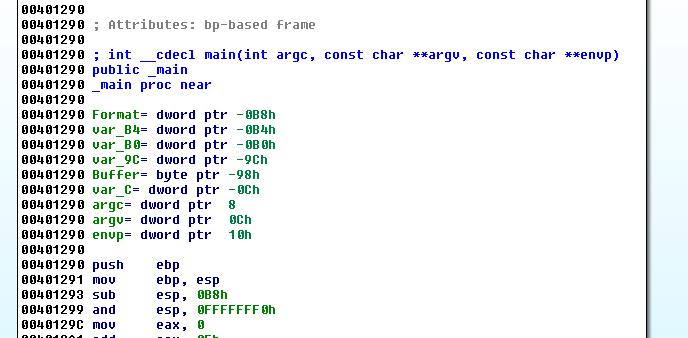 00401290
00401290 ; Attributes: bp-based frame
00401290
00401290 ; int __cdecl main(int argc, const char **argv, const char **envp)
00401290 public _main
00401290 _main proc near
00401290
00401290 Format= dword ptr -0B8h
00401290 var_B4= dword ptr -0B4h
00401290 var_B0= dword ptr -0B0h
00401290 var_9C= dword ptr -9Ch
00401290 Buffer= byte ptr -98h
00401290 var_C= dword ptr -0Ch
00401290 argc= dword ptr  8
00401290 argv= dword ptr  0Ch
00401290 envp= dword ptr  10h
00401290
00401290 push    ebp
00401291 mov     ebp, esp
00401293 sub     esp, 0B8h
00401299 and     esp, 0FFFFFFF0h
0040129C mov     eax, 0
004012A1 add     eax, 0Fh